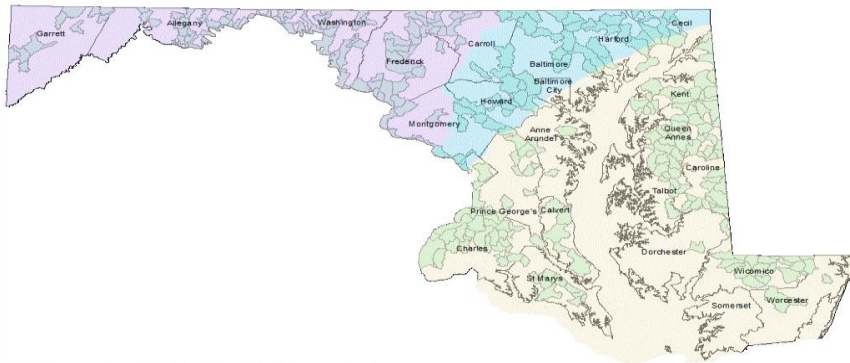 Garrett
Allegany
Washington
Frederick
Carroll
Harford
Cecil
Baltimore
Baltimore
City
Howard
Montgomery
Anne
Arundel
Kent
Queen
Annes
Caroline
Talbot
Prince George's
Calvert
Charles
St Marys
Dorchester
Wicomico
Somerset
Worcester